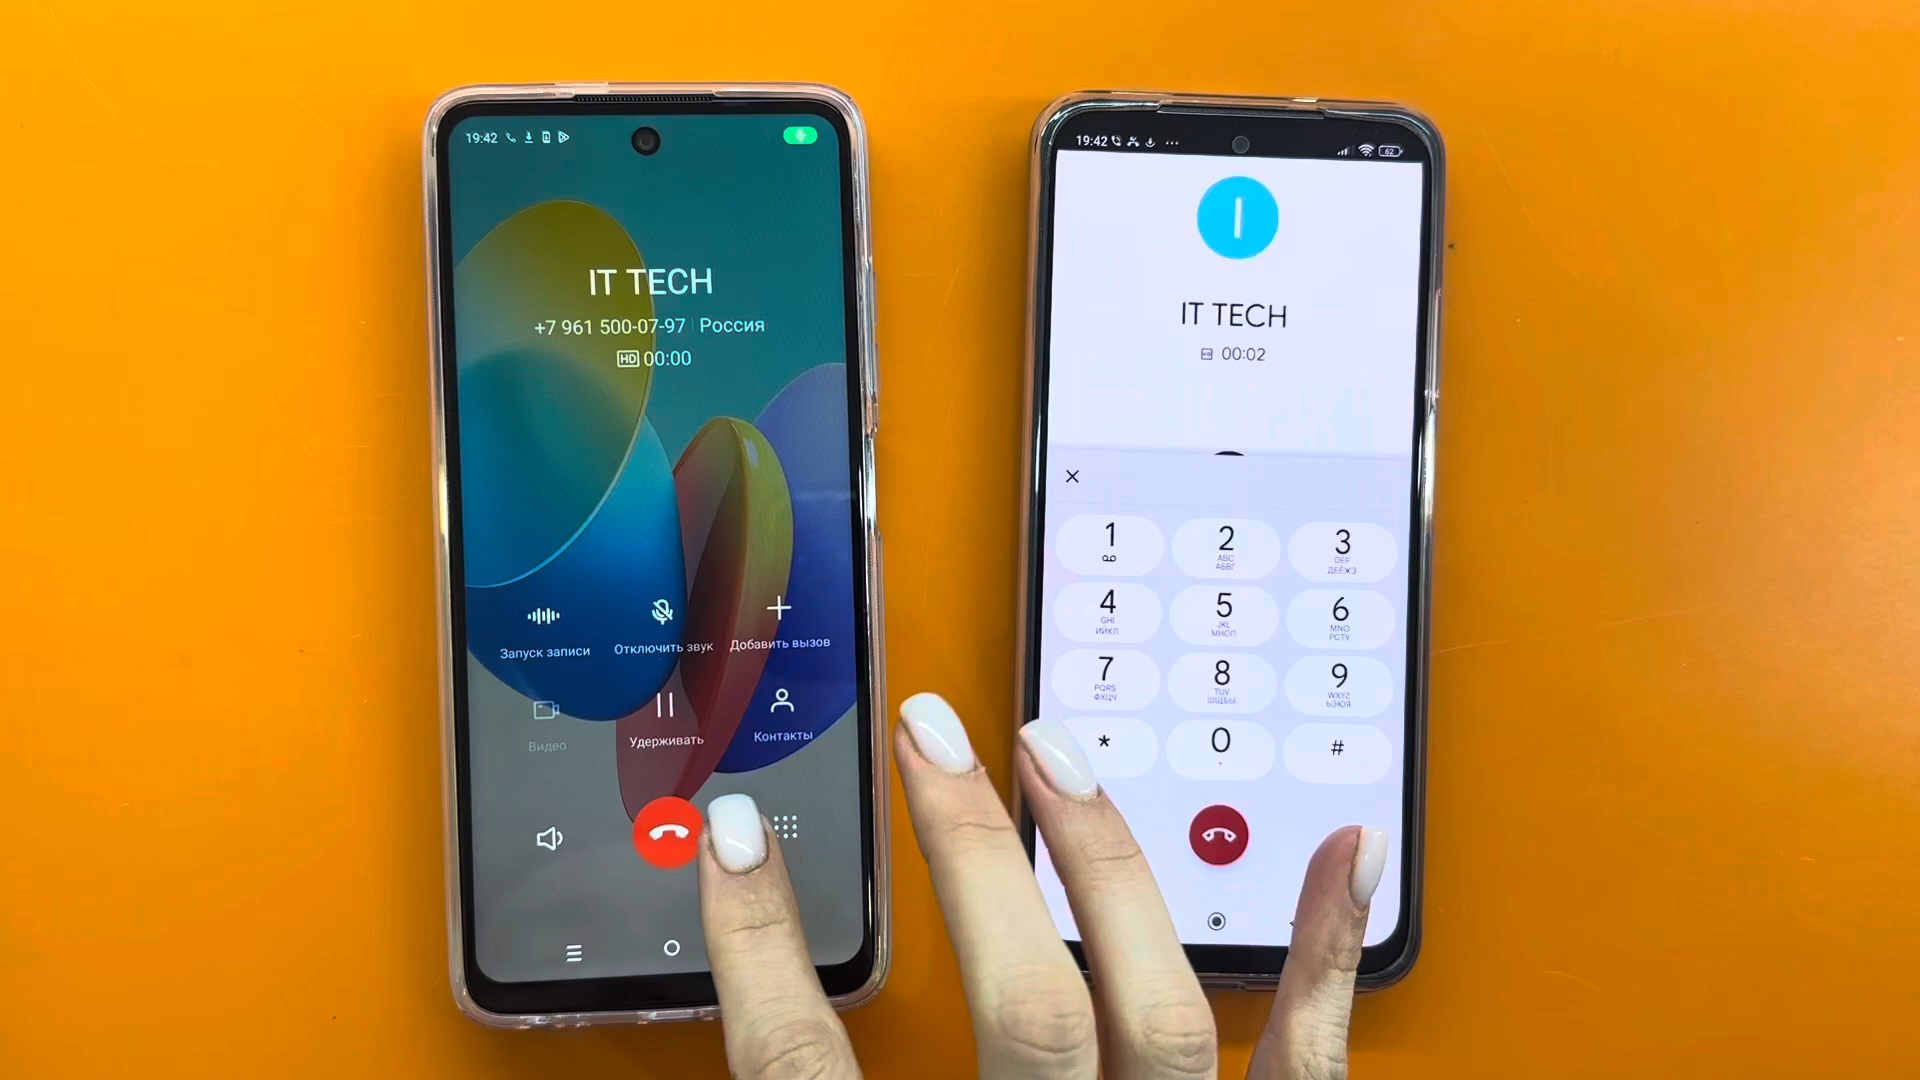 19:42
IT TECH
+7 961 500-07-97 Россия
HD 00:00
Запуск записи
Отключить звук
Добавить вызов
Видео
Удерживать
Контакты
19:42
62
I
IT TECH
00:02
1
2
ABC
АБВГ
3
DEF
ДЕЁЖЗ
4
GHI
ИЙКЛ
5
JKL
МНОП
6
MNO
РСТУ
7
PQRS
ФХЦЧ
8
TUV
ШЩЪЫ
9
WXYZ
ЬЭЮЯ
*
0
+
#